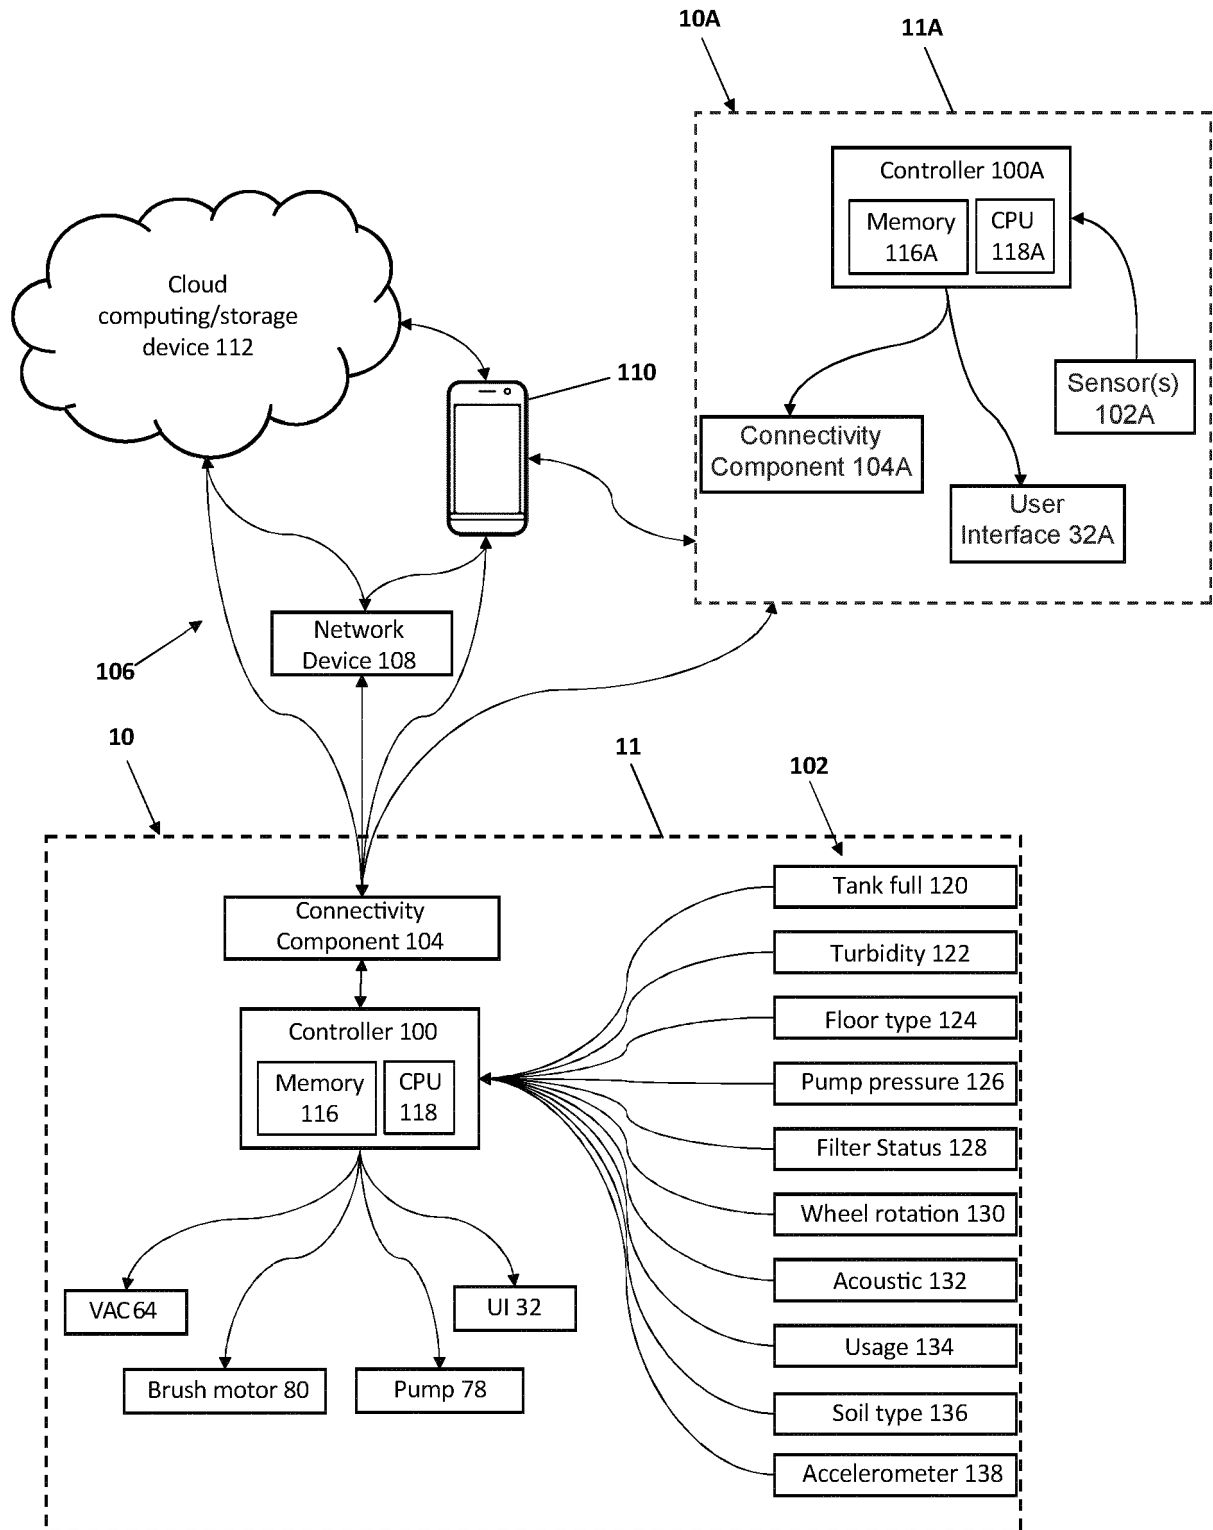 10A
11A
Controller 100A
Memory
116A
CPU
118A
Cloud
computing/storage
device 112
110
Sensor(s)
102A
Connectivity
Component 104A
User
Interface 32A
Network
Device 108
106
10
11
102
Tank full 120
Connectivity
Component 104
Turbidity 122
Floor type 124
Controller 100
Memory
116
CPU
118
Pump pressure 126
Filter Status 128
Wheel rotation 130
Acoustic 132
VAC 64
UI 32
Usage 134
Brush motor 80
Pump 78
Soil type 136
Accelerometer 138